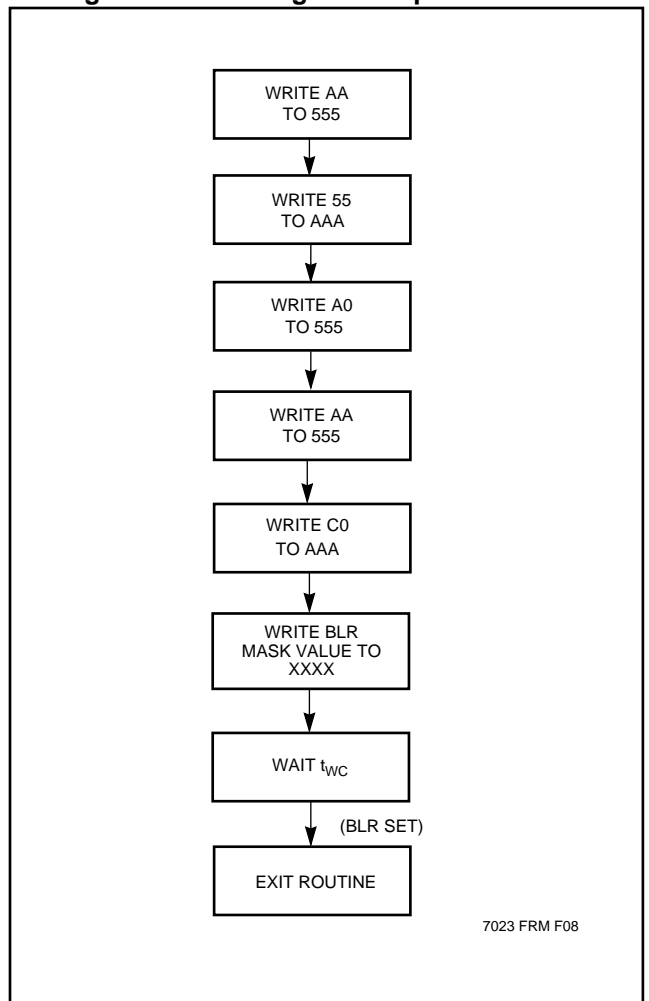 WRITE AA
TO 555
WRITE 55
TO AAA
WRITE A0
TO 555
WRITE AA
TO 555
WRITE C0
TO AAA
WRITE BLR
MASK VALUE TO
XXXX
WAIT tWC
(BLR SET)
EXIT ROUTINE
7023 FRM F08